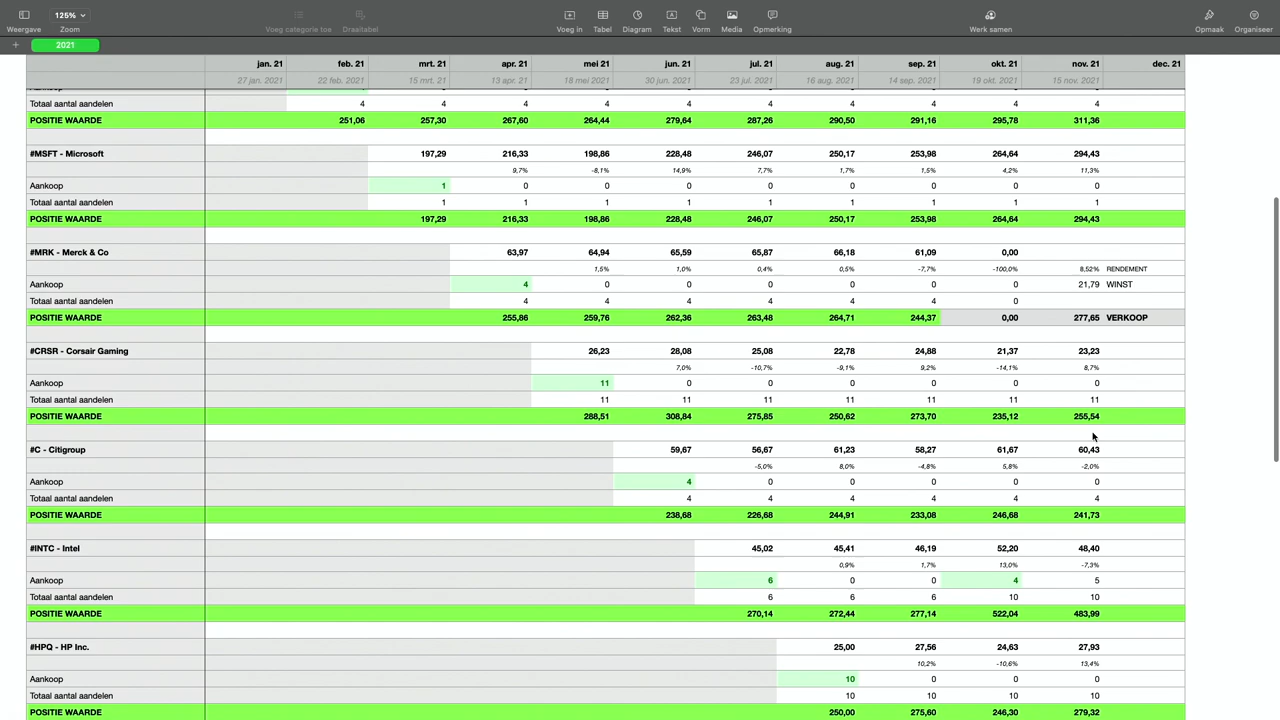 125%
Weergave Zoom Voeg categorie toe Draaitabel Voeg in Tabel Diagram Tekst Vorm Media Opmerking Werk samen Opmaak Organiseer
+ 2021
jan. 21 feb. 21 mrt. 21 apr. 21 mei 21 jun. 21 jul. 21 aug. 21 sep. 21 okt. 21 nov. 21 dec. 21
27 jan. 2021 22 feb. 2021 15 mrt. 2021 13 apr. 2021 18 mei 2021 30 jun. 2021 23 jul. 2021 16 aug. 2021 14 sep. 2021 19 okt. 2021 15 nov. 2021
Totaal aantal aandelen 4 4 4 4 4 4 4 4 4 4
POSITIE WAARDE 251,06 257,30 267,60 264,44 279,64 287,26 290,50 291,16 295,78 311,36
#MSFT - Microsoft 197,29 216,33 198,86 228,48 246,07 250,17 253,98 264,64 294,43
9,7% -8,1% 14,9% 7,7% 1,7% 1,5% 4,2% 11,3%
Aankoop 1 0 0 0 0 0 0 0 0
Totaal aantal aandelen 1 1 1 1 1 1 1 1 1
POSITIE WAARDE 197,29 216,33 198,86 228,48 246,07 250,17 253,98 264,64 294,43
#MRK - Merck & Co 63,97 64,94 65,59 65,87 66,18 61,09 0,00
1,5% 1,0% 0,4% 0,5% -7,7% -100,0% 8,52% RENDEMENT
Aankoop 4 0 0 0 0 0 0 21,79 WINST
Totaal aantal aandelen 4 4 4 4 4 4 0
POSITIE WAARDE 255,86 259,76 262,36 263,48 264,71 244,37 0,00 277,65 VERKOOP
#CRSR - Corsair Gaming 26,23 28,08 25,08 22,78 24,88 21,37 23,23
7,0% -10,7% -9,1% 9,2% -14,1% 8,7%
Aankoop 11 0 0 0 0 0 0
Totaal aantal aandelen 11 11 11 11 11 11 11
POSITIE WAARDE 288,51 308,84 275,85 250,62 273,70 235,12 255,54
#C - Citigroup 59,67 56,67 61,23 58,27 61,67 60,43
-5,0% 8,0% -4,8% 5,8% -2,0%
Aankoop 4 0 0 0 0 0
Totaal aantal aandelen 4 4 4 4 4 4
POSITIE WAARDE 238,68 226,68 244,91 233,08 246,68 241,73
#INTC - Intel 45,02 45,41 46,19 52,20 48,40
0,9% 1,7% 13,0% -7,3%
Aankoop 6 0 0 4 5
Totaal aantal aandelen 6 6 6 10 10
POSITIE WAARDE 270,14 272,44 277,14 522,04 483,99
#HPQ - HP Inc. 25,00 27,56 24,63 27,93
10,2% -10,6% 13,4%
Aankoop 10 0 0 0
Totaal aantal aandelen 10 10 10 10
POSITIE WAARDE 250,00 275,60 246,30 279,32